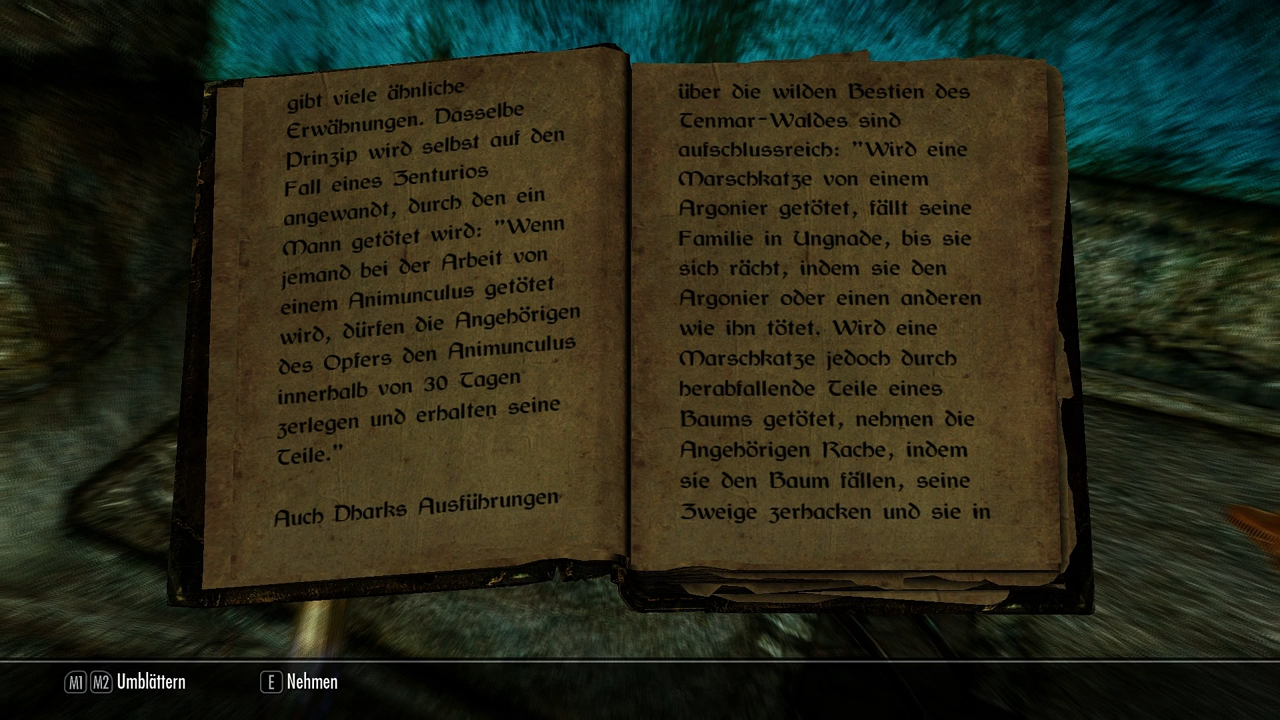 gibt viele ähnliche
Erwähnungen. Dasselbe
Prinzip wird selbst auf den
Fall eines Zenturios
angewandt, durch den ein
Mann getötet wird: "Wenn
jemand bei der Arbeit von
einem Animunculus getötet
wird, dürfen die Angehörigen
des Opfers den Animunculus
innerhalb von 30 Tagen
zerlegen und erhalten seine
Teile."
Auch Dharks Ausführungen
über die wilden Bestien des
Tenmar-Waldes sind
aufschlussreich: "Wird eine
Marschkatze von einem
Argonier getötet, fällt seine
Familie in Ungnade, bis sie
sich rächt, indem sie den
Argonier oder einen anderen
wie ihn tötet. Wird eine
Marschkatze jedoch durch
herabfallende Teile eines
Baums getötet, nehmen die
Angehörigen Rache, indem
sie den Baum fällen, seine
Zweige zerhacken und sie in
M1 M2 Umblättern
E Nehmen